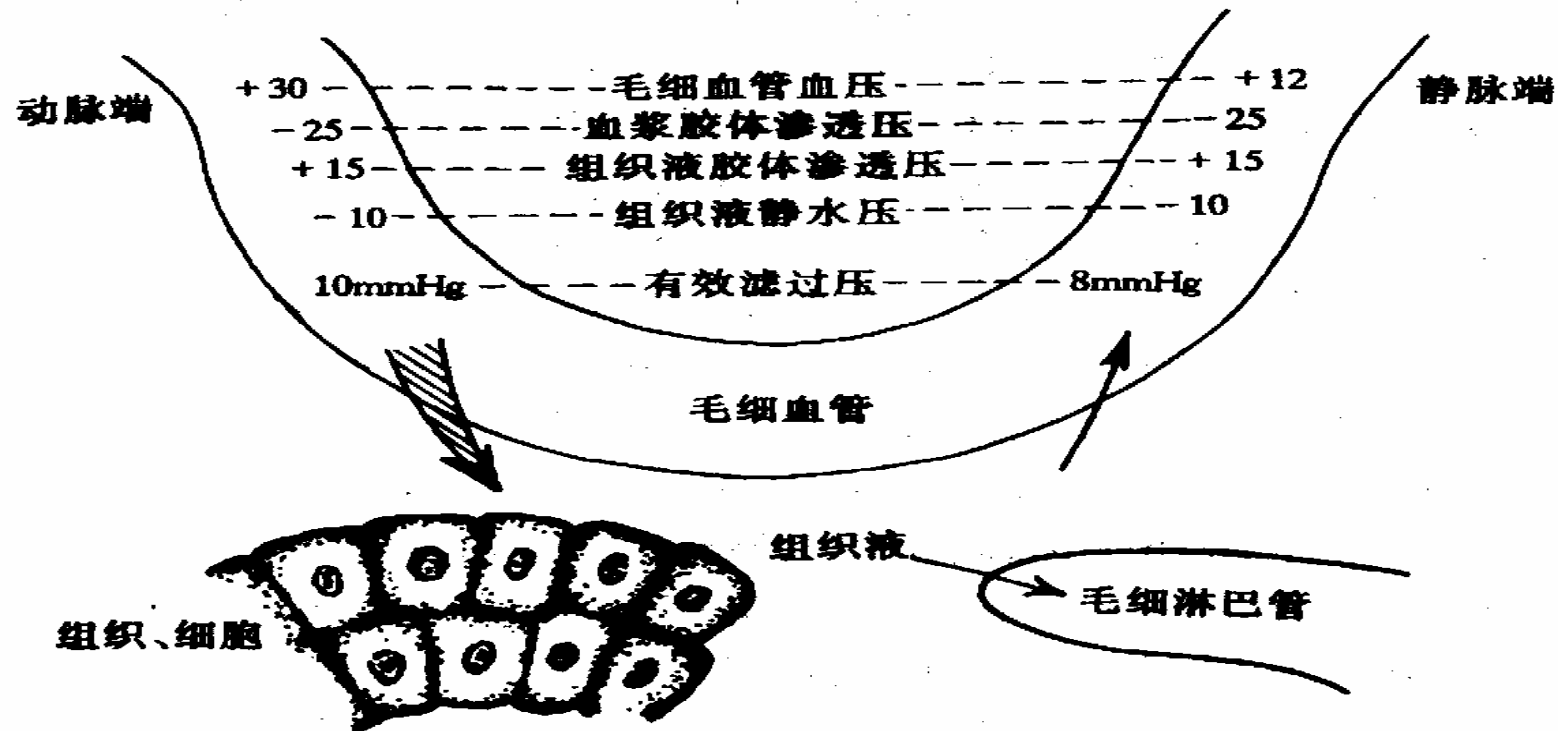 动脉端 +30 毛细血管血压 +12 静脉端
-25 血浆胶体渗透压 -25
+15 组织液胶体渗透压 +15
-10 组织液静水压 -10
10mmHg 有效滤过压 8mmHg
毛细血管
组织液
毛细淋巴管
组织、细胞